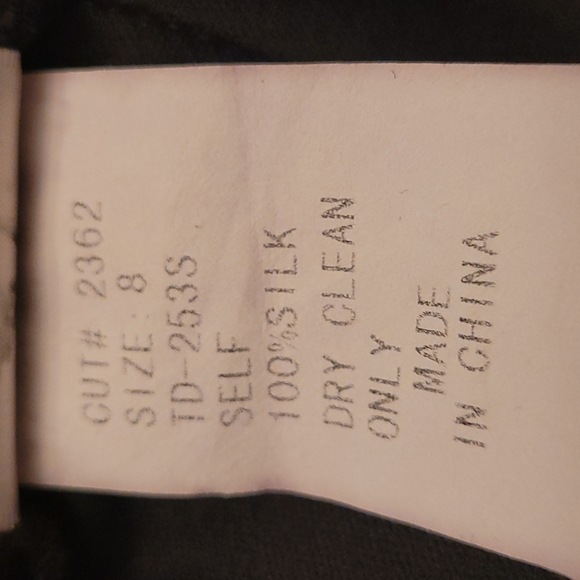 CUT# 2362
SIZE: 8
TD-253S
SELF
100%SILK
DRY CLEAN
ONLY
MADE
IN CHINA